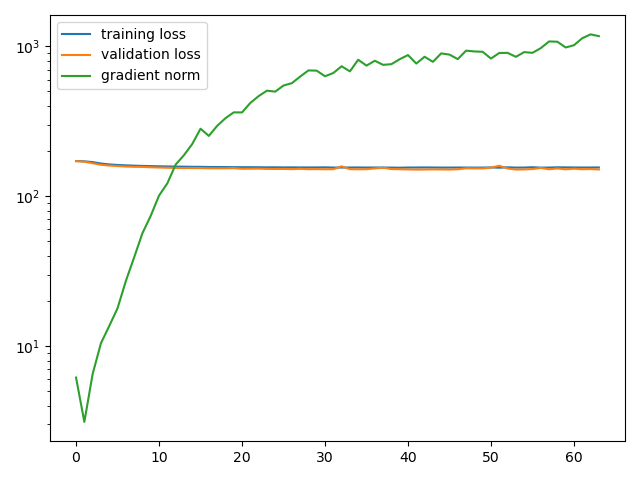 training loss
validation loss
gradient norm
10³
10²
10¹
0 10 20 30 40 50 60